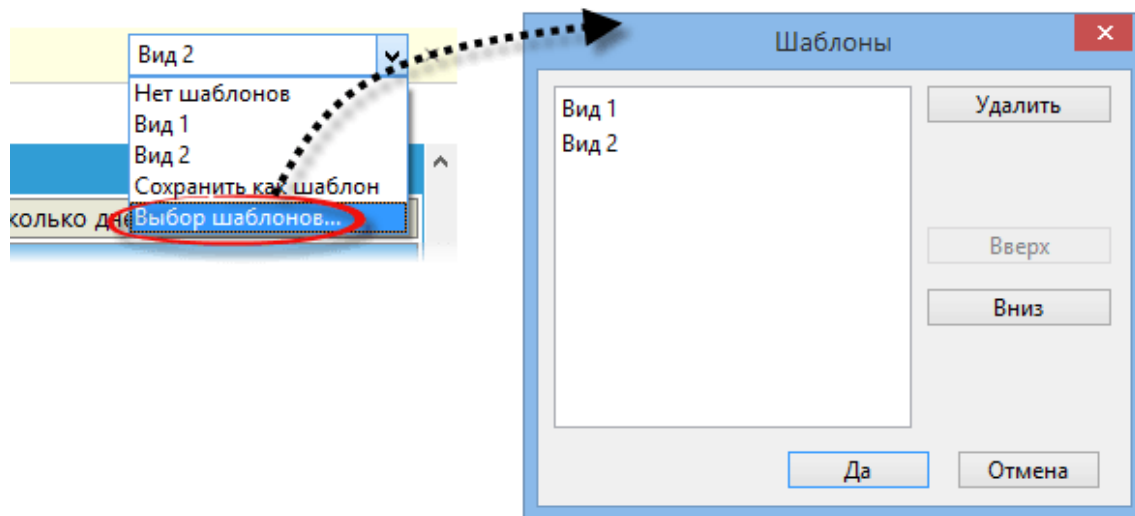 Вид 2
Нет шаблонов
Вид 1
Вид 2
Сохранить как шаблон
колько дне
Выбор шаблонов...
Шаблоны
Вид 1
Вид 2
Удалить
Вверх
Вниз
Да
Отмена